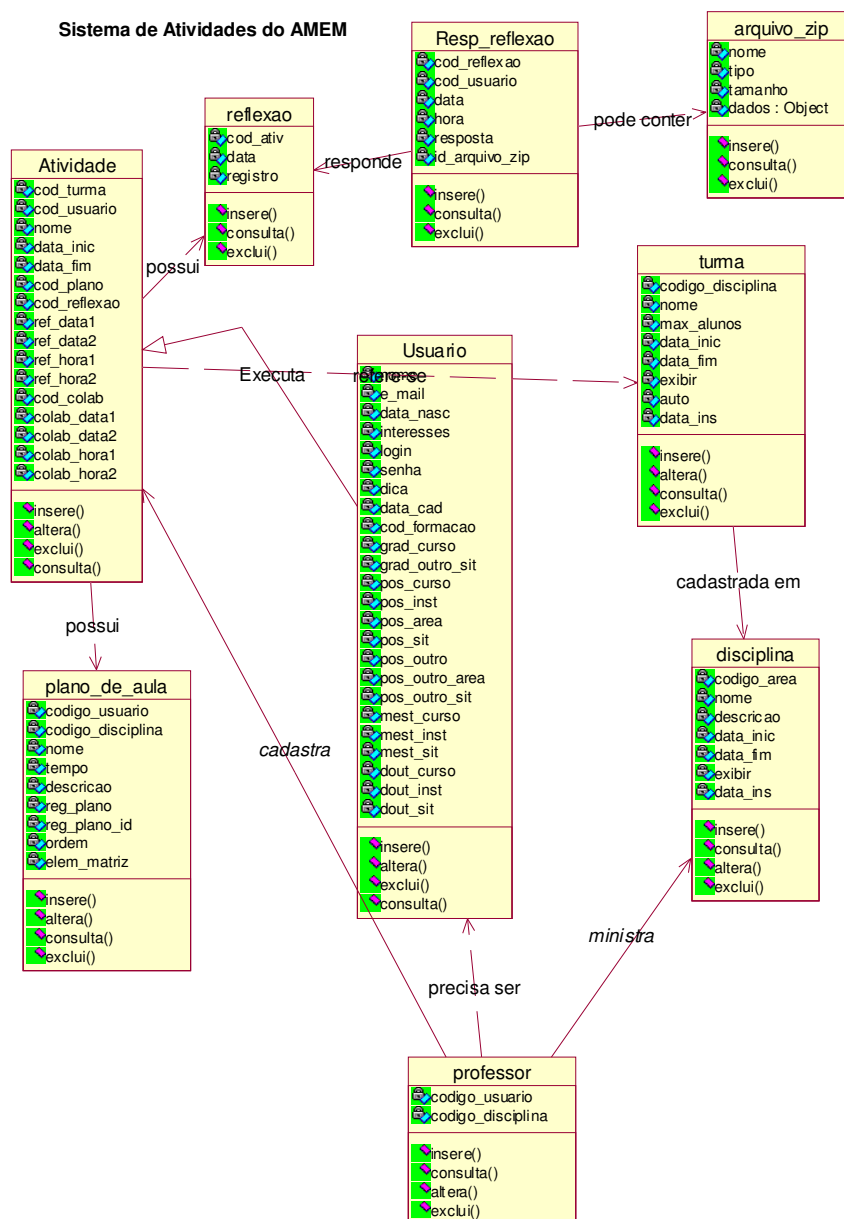 Sistema de Atividades do AMEM
Resp_reflexao
cod_reflexao
cod_usuario
data
hora
resposta
id_arquivo_zip
insere()
consulta()
exclui()
arquivo_zip
nome
tipo
tamanho
dados : Object
insere()
consulta()
exclui()
pode conter
reflexao
cod_ativ
data
registro
insere()
consulta()
exclui()
responde
Atividade
cod_turma
cod_usuario
nome
data_inic
data_fim
cod_plano
cod_reflexao
ref_data1
ref_data2
ref_hora1
ref_hora2
cod_colab
colab_data1
colab_data2
colab_hora1
colab_hora2
insere()
altera()
exclui()
consulta()
possui
Executa
refere-se
turma
codigo_disciplina
nome
max_alunos
data_inic
data_fim
exibir
auto
data_ins
insere()
altera()
consulta()
exclui()
Usuario
e_mail
data_nasc
interesses
login
senha
dica
data_cad
cod_formacao
grad_curso
grad_outro_sit
pos_curso
pos_inst
pos_area
pos_sit
pos_outro
pos_outro_area
pos_outro_sit
mest_curso
mest_inst
mest_sit
dout_curso
dout_inst
dout_sit
insere()
altera()
exclui()
consulta()
cadastrada em
possui
disciplina
codigo_area
nome
descricao
data_inic
data_fim
exibir
data_ins
insere()
consulta()
altera()
exclui()
plano_de_aula
codigo_usuario
codigo_disciplina
nome
tempo
descricao
reg_plano
reg_plano_id
ordem
elem_matriz
insere()
altera()
consulta()
exclui()
cadastra
ministra
precisa ser
professor
codigo_usuario
codigo_disciplina
insere()
consulta()
altera()
exclui()